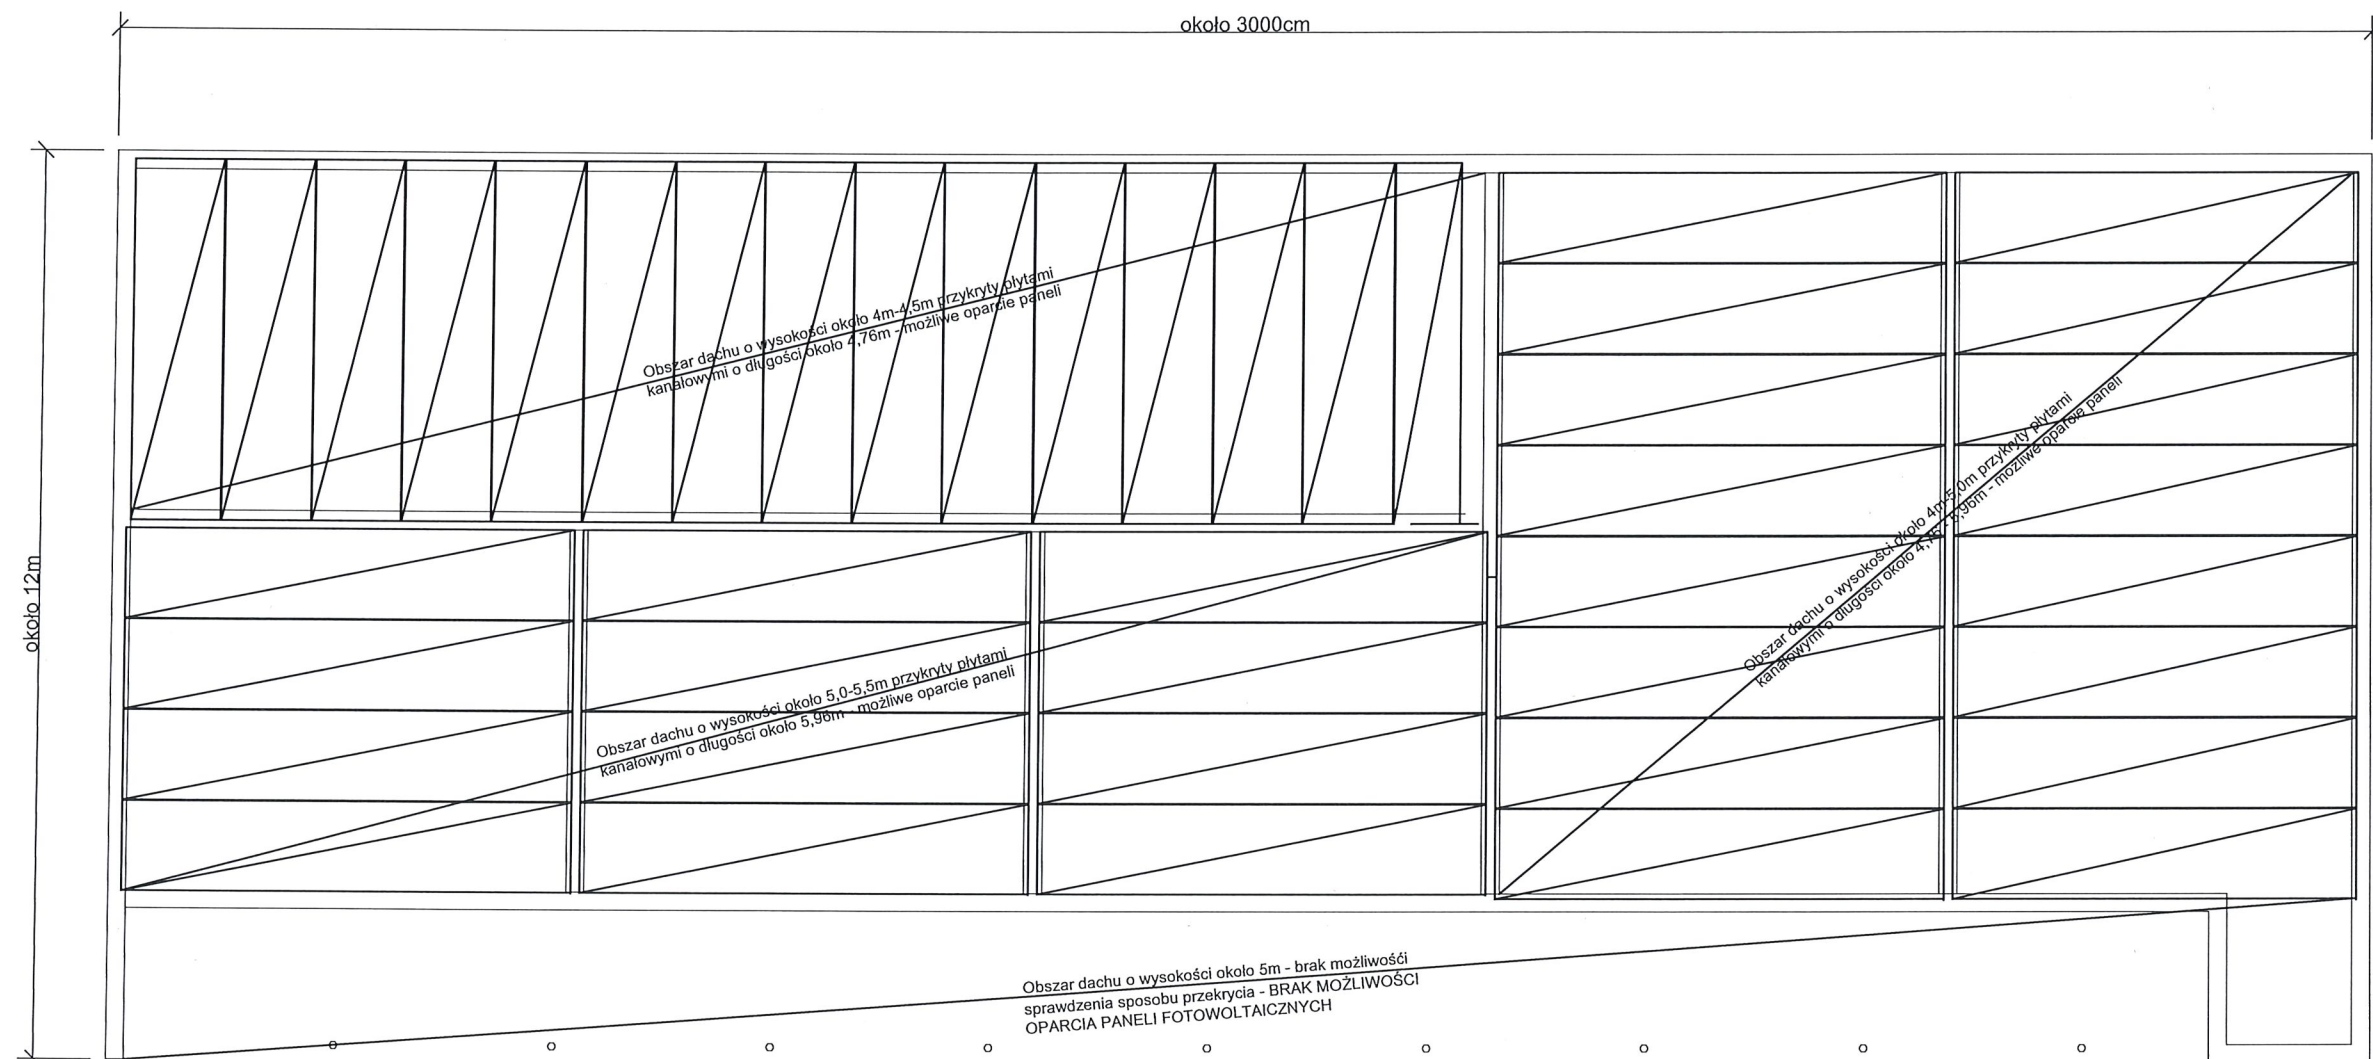 około 3000cm
około 12m
Obszar dachu o wysokości około 4m-4,5m przykryty płytami
kanałowymi o długości około 4,76m - możliwe oparcie paneli
Obszar dachu o wysokości około 4m-5,0m przykryty płytami
kanałowymi o długości około 4,76 - 5,96m - możliwe oparcie paneli
Obszar dachu o wysokości około 5,0-5,5m przykryty płytami
kanałowymi o długości około 5,96m - możliwe oparcie paneli
Obszar dachu o wysokości około 5m - brak możliwośći
sprawdzenia sposobu przekrycia - BRAK MOŻLIWOŚCI
OPARCIA PANELI FOTOWOLTAICZNYCH